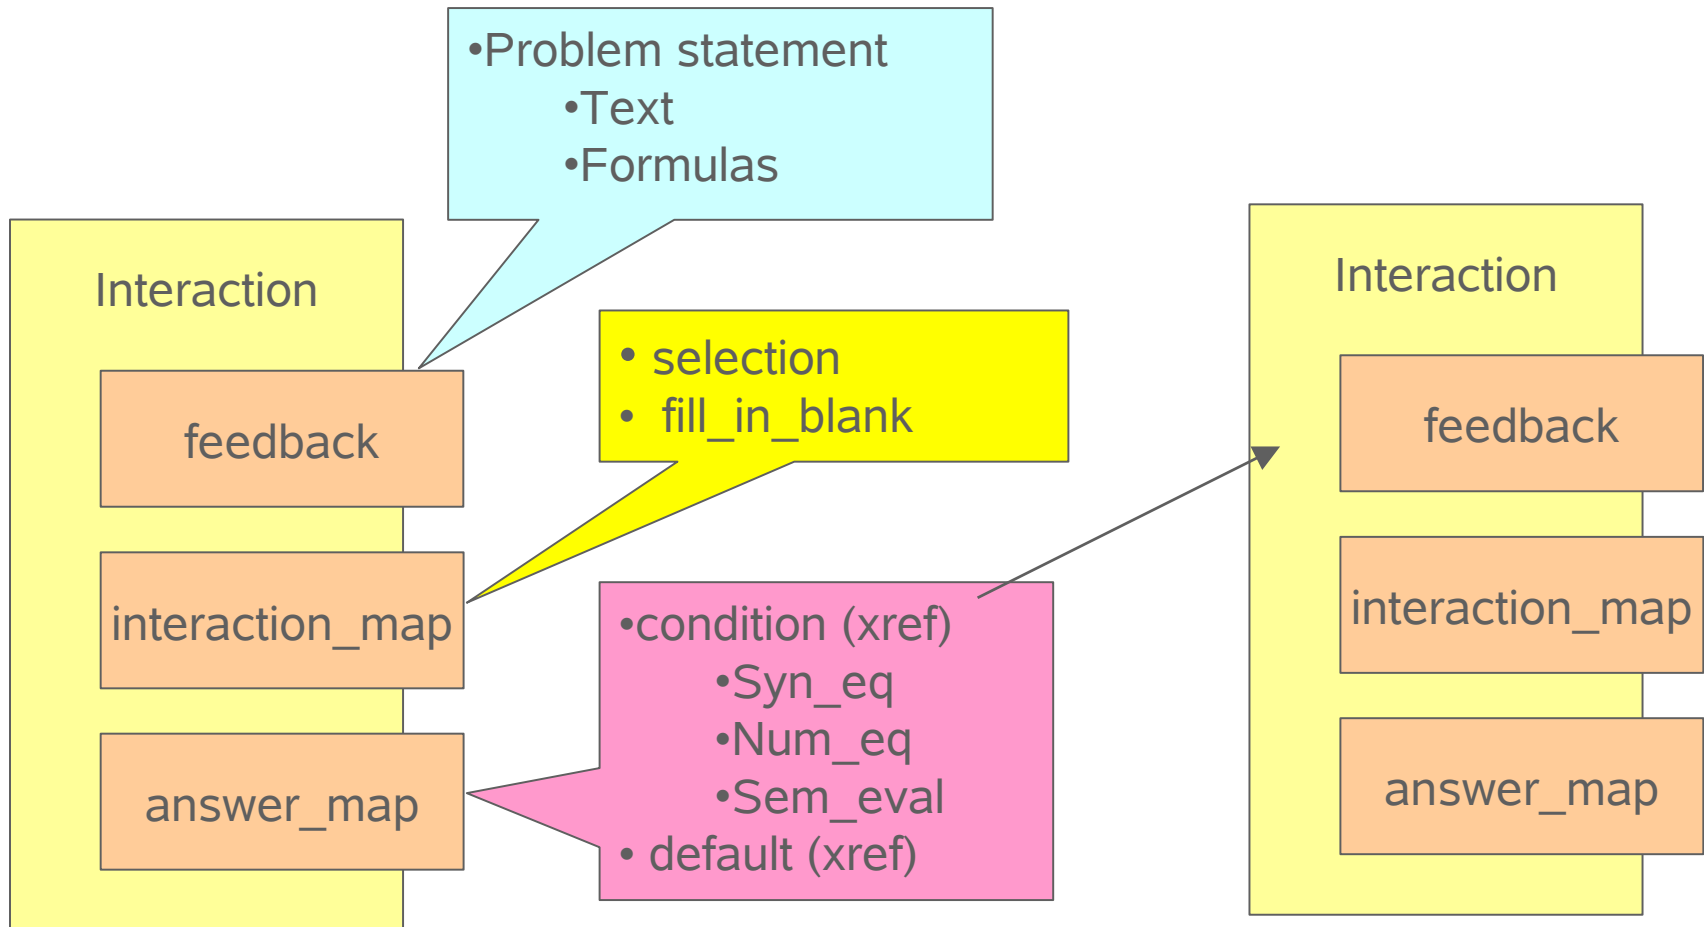 •Problem statement
•Text
•Formulas
Interaction
feedback
interaction_map
answer_map
• selection
• fill_in_blank
•condition (xref)
•Syn_eq
•Num_eq
•Sem_eval
• default (xref)
Interaction
feedback
interaction_map
answer_map